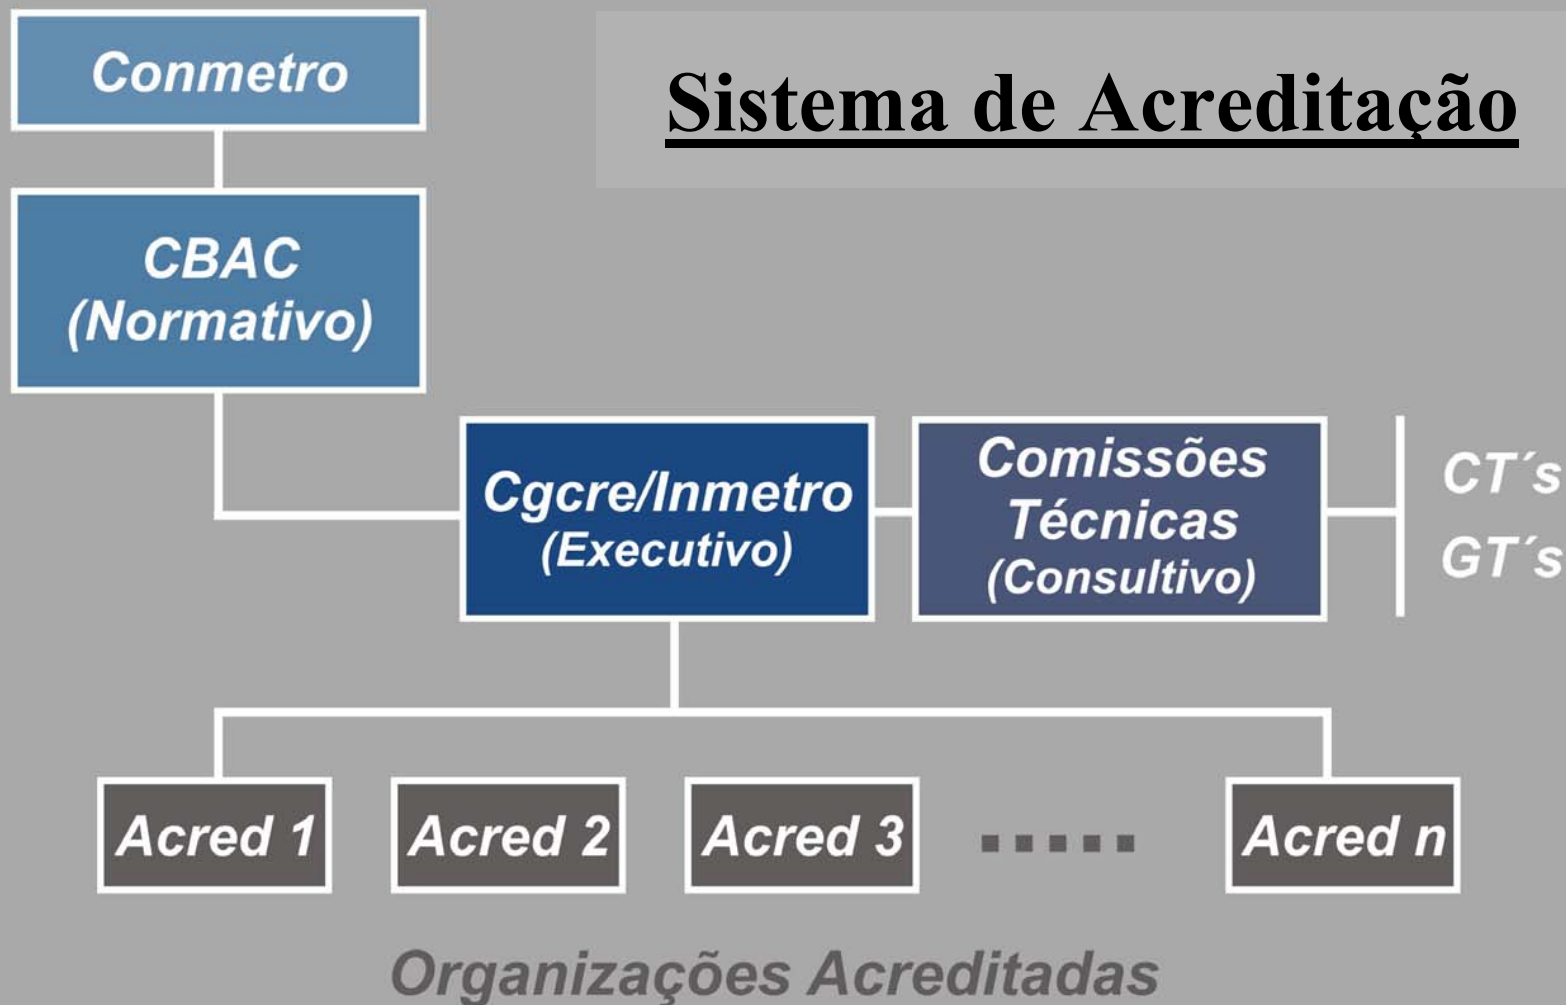 Conmetro
Sistema de Acreditação
CBAC
(Normativo)
Cgcre/Inmetro
(Executivo)
Comissões
Técnicas
(Consultivo)
CT´s
GT´s
Acred 1
Acred 2
Acred 3
.....
Acred n
Organizações Acreditadas